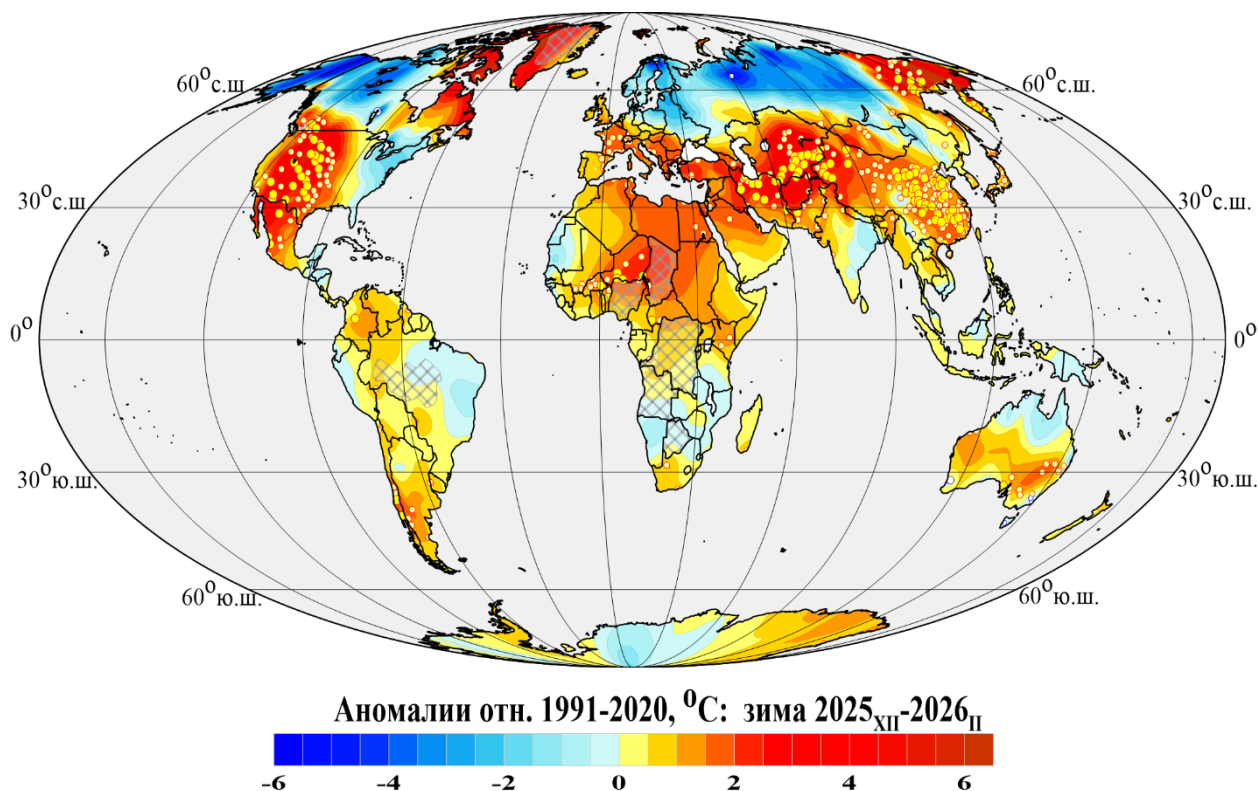 60⁰с.ш
60⁰с.ш.
30⁰с.ш
30⁰с.ш.
0⁰
0⁰
30⁰ю.ш.
30⁰ю.ш.
60⁰ю.ш.
60⁰ю.ш.
Аномалии отн. 1991-2020, ⁰С: зима 2025XII-2026II
-6 -4 -2 0 2 4 6